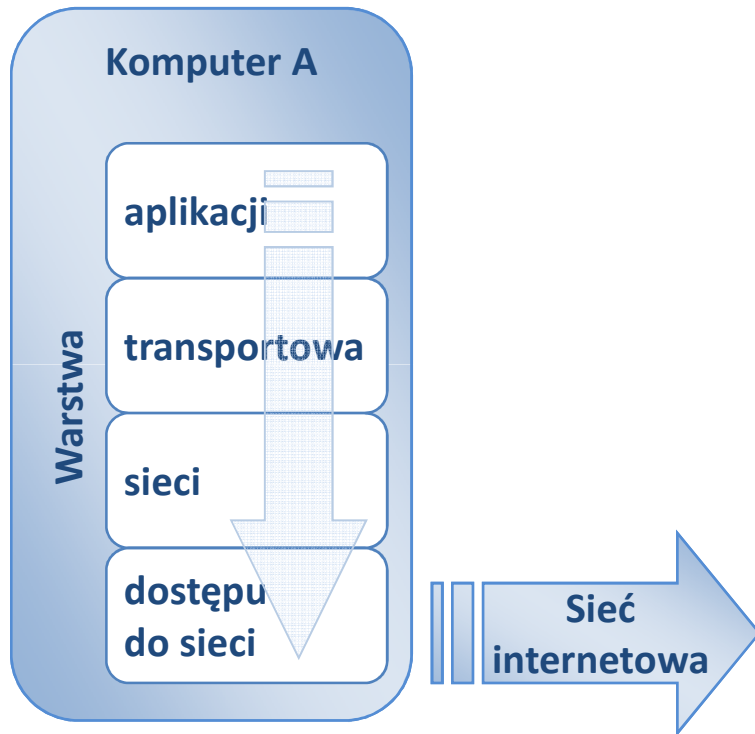 Komputer A
Warstwa
aplikacji
transportowa
sieci
dostępu
do sieci
Sieć
internetowa